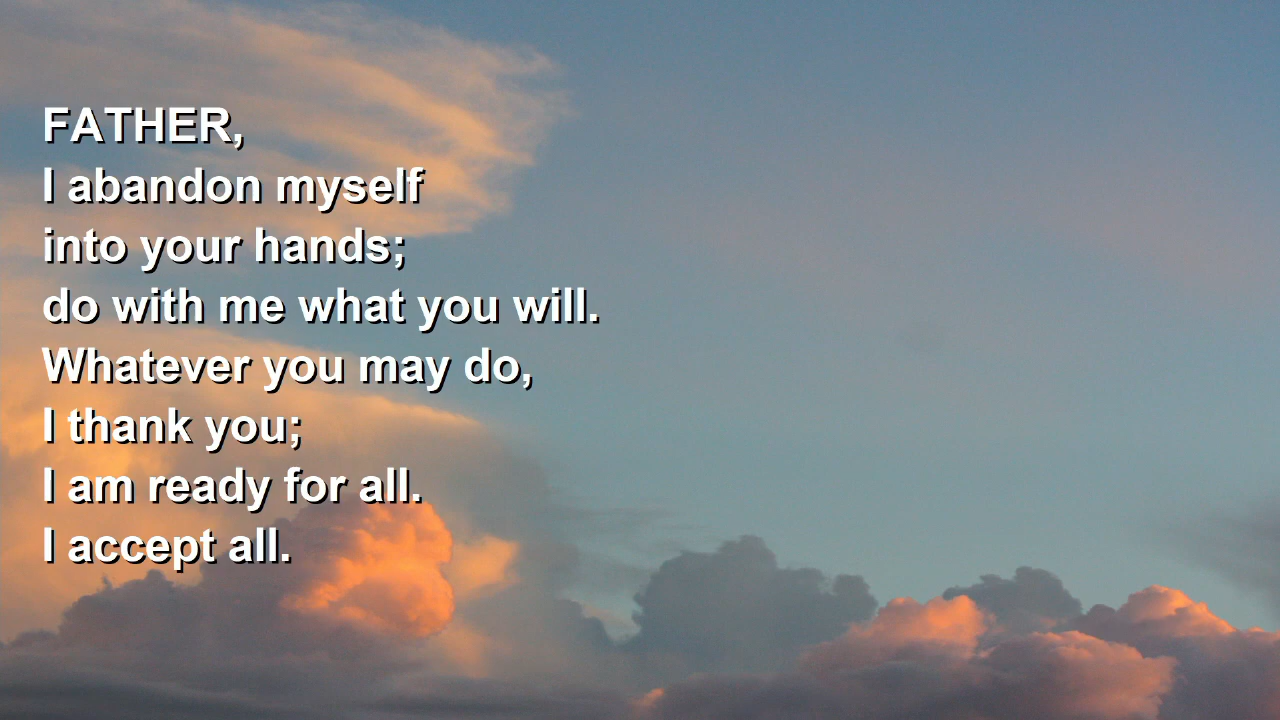 FATHER,
I abandon myself
into your hands;
do with me what you will.
Whatever you may do,
I thank you;
I am ready for all.
I accept all.